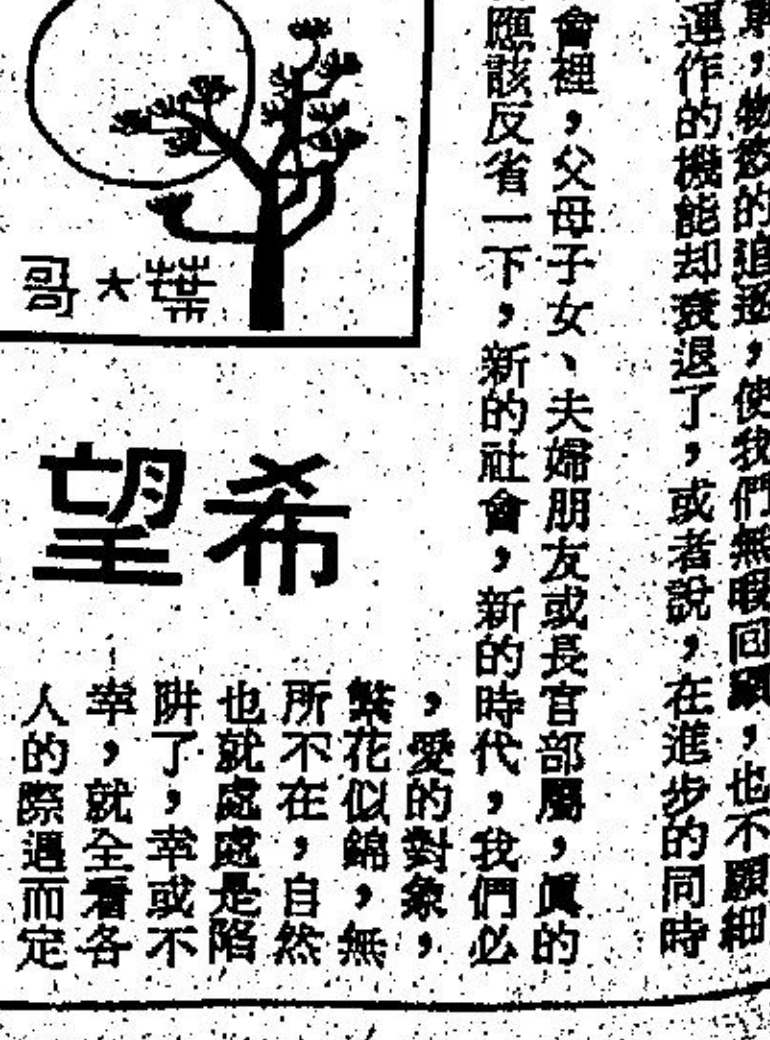 ，物慾的追逐，使我們無暇回顧，也不願細
運作的機能却衰退了，或者說，在進步的同時
會裡，父母子女、夫婦朋友或長官部屬，眞的
應該反省一下，新的社會，新的時代，我們必
希望
葉★哥
，愛的對象，
繁花似錦，無
所不在，自然
也就處處是陷
阱了，幸或不
幸，就全看各
人的際遇而定